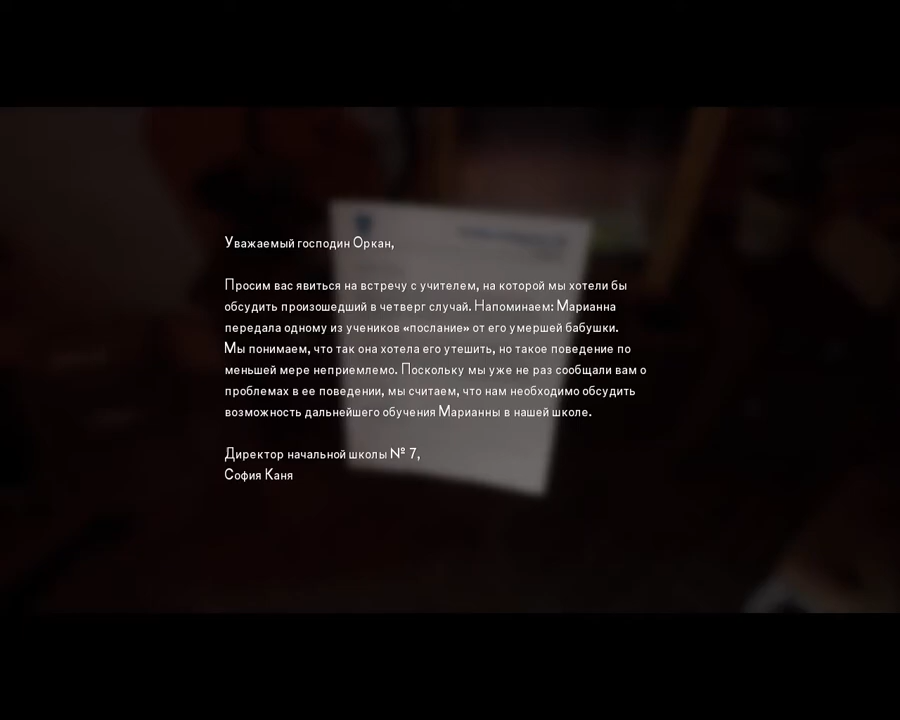 Уважаемый господин Оркан,
Просим вас явиться на встречу с учителем, на которой мы хотели бы
обсудить произошедший в четверг случай. Напоминаем: Марианна
передала одному из учеников «послание» от его умершей бабушки.
Мы понимаем, что так она хотела его утешить, но такое поведение по
меньшей мере неприемлемо. Поскольку мы уже не раз сообщали вам о
проблемах в ее поведении, мы считаем, что нам необходимо обсудить
возможность дальнейшего обучения Марианны в нашей школе.
Директор начальной школы № 7,
София Каня